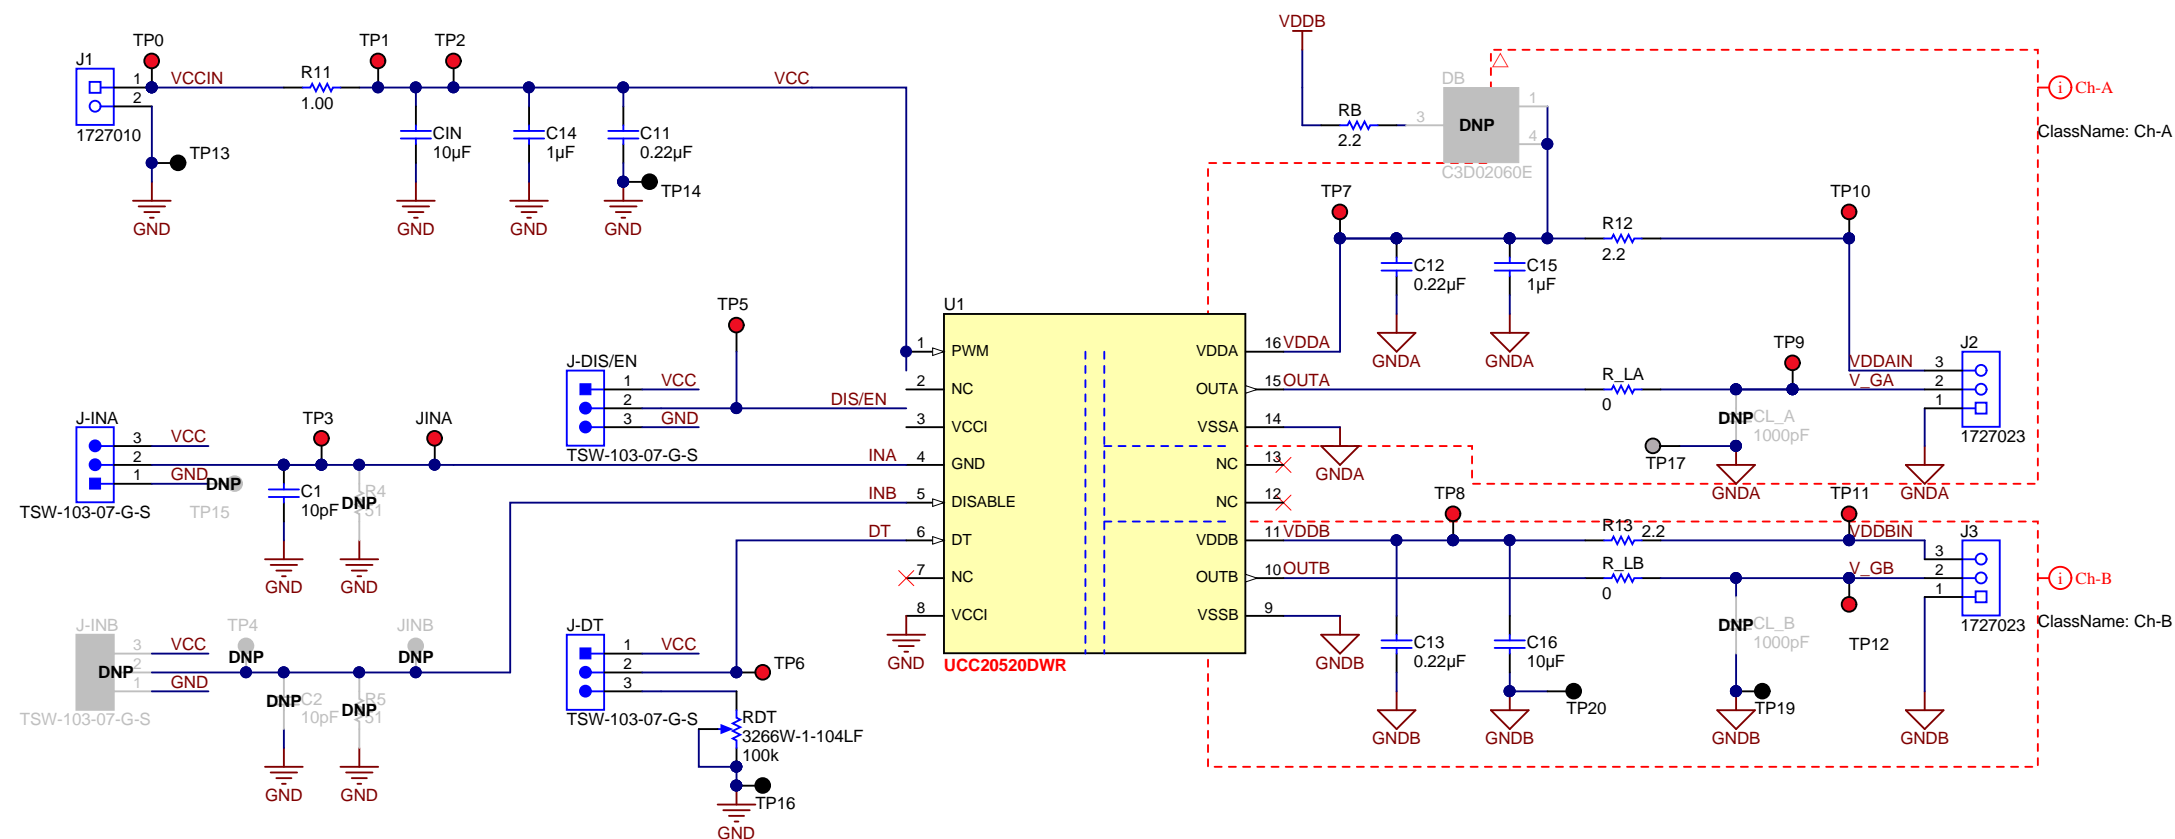 J1
TP0
1
2
VCCIN
1727010
TP13
GND
R11
1.00
TP1
TP2
VCC
CIN
10µF
GND
C14
1µF
GND
C11
0.22µF
TP14
GND
VDDB
RB
2.2
3
DB
DNP
1
4
C3D02060E
Ch-A
ClassName: Ch-A
TP7
C12
0.22µF
GNDA
C15
1µF
GNDA
R12
2.2
TP10
TP5
J-DIS/EN
1
VCC
2
DIS/EN
3
GND
TSW-103-07-G-S
J-INA
3
VCC
2
1
GND
DNP
TP15
TSW-103-07-G-S
TP3
JINA
C1
10pF
GND
R4
DNP
51
GND
INA
INB
DT
J-INB
3
VCC
2
DNP
1
GND
TSW-103-07-G-S
TP4
DNP
JINB
DNP
C2
DNP
10pF
GND
R5
DNP
51
GND
J-DT
1
VCC
2
3
TSW-103-07-G-S
TP6
RDT
3266W-1-104LF
100k
TP16
GND
U1
1
PWM
2
NC
3
VCCI
4
GND
5
DISABLE
6
DT
7
NC
8
VCCI
GND
VDDA
16
VDDA
OUTA
15
OUTA
VSSA
14
GNDA
NC
13
NC
12
VDDB
11
VDDB
OUTB
10
OUTB
VSSB
9
GNDB
UCC20520DWR
R_LA
0
TP9
VDDAIN
V_GA
J2
3
2
1
1727023
DNP
CL_A
1000pF
TP17
GNDA
GNDA
TP8
R13
2.2
TP11
VDDBIN
R_LB
0
V_GB
TP12
J3
3
2
1
1727023
Ch-B
ClassName: Ch-B
C13
0.22µF
GNDB
C16
10µF
TP20
GNDB
DNP
CL_B
1000pF
TP19
GNDB
GNDB